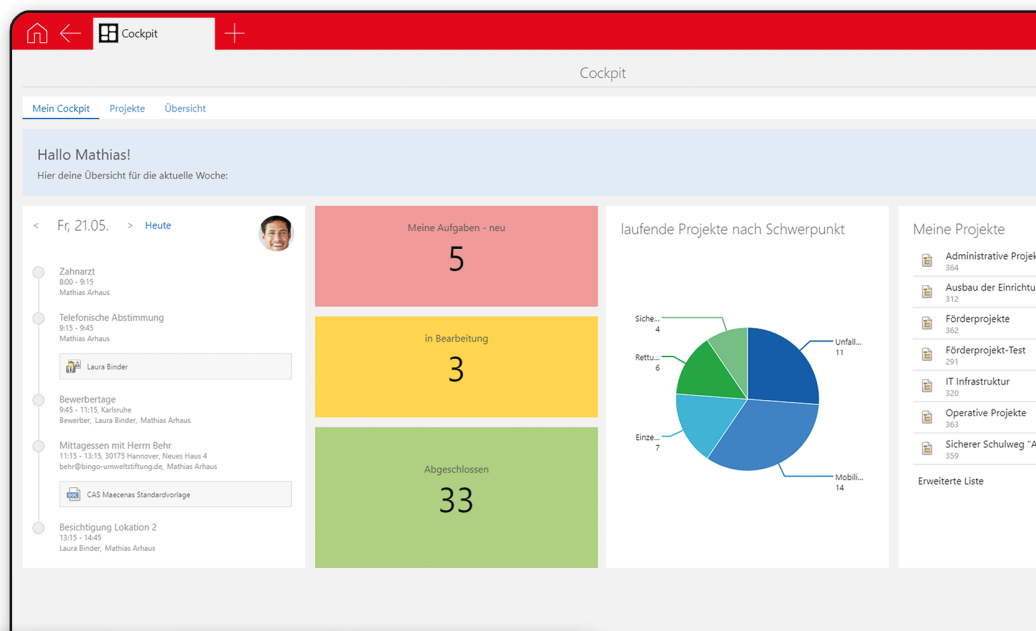 Cockpit
Cockpit
Mein Cockpit Projekte Übersicht
Hallo Mathias!
Hier deine Übersicht für die aktuelle Woche:
< Fr, 21.05. > Heute
Zahnarzt
8:00 - 9:15
Mathias Arhaus
Telefonische Abstimmung
9:15 - 9:45
Mathias Arhaus
Laura Binder
Bewerbertage
9:45 - 11:15, Karlsruhe
Bewerber, Laura Binder, Mathias Arhaus
Mittagessen mit Herrn Behr
11:15 - 13:15, 30175 Hannover, Neues Haus 4
behr@bingo-umweltstiftung.de, Mathias Arhaus
CAS Maecenas Standardvorlage
Besichtigung Lokation 2
13:15 - 14:45
Laura Binder, Mathias Arhaus
Meine Aufgaben - neu
5
in Bearbeitung
3
Abgeschlossen
33
laufende Projekte nach Schwerpunkt
Siche...
4
Rettu...
6
Einze...
7
Unfall...
11
Mobili...
14
Meine Projekte
Administrative Projek
364
Ausbau der Einrichtu
312
Förderprojekte
362
Förderprojekt-Test
291
IT Infrastruktur
320
Operative Projekte
363
Sicherer Schulweg "A
359
Erweiterte Liste